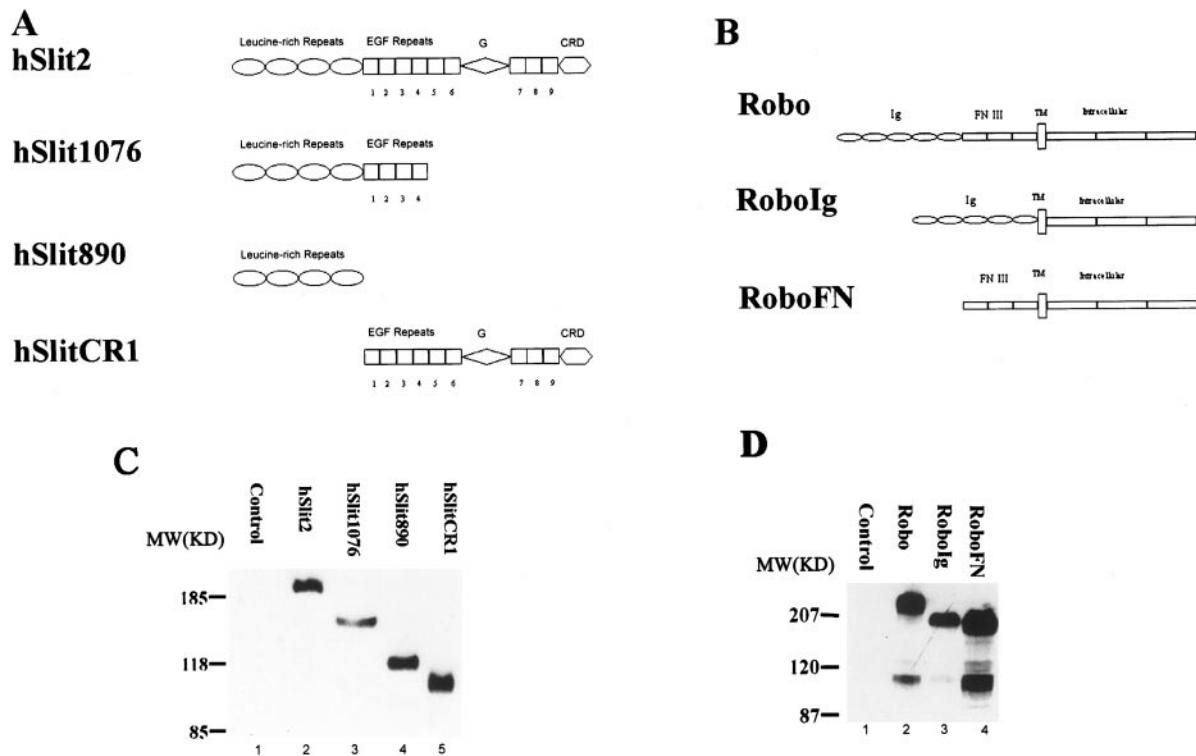 A
hSlit2
Leucine-rich Repeats EGF Repeats G CRD
1 2 3 4 5 6 7 8 9
hSlit1076
Leucine-rich Repeats EGF Repeats
1 2 3 4
hSlit890
Leucine-rich Repeats
hSlitCR1
EGF Repeats G CRD
1 2 3 4 5 6 7 8 9
B
Robo
Ig FN III TM Intracellular
RoboIg
Ig TM Intracellular
RoboFN
FN III TM Intracellular
C
MW(KD)
Control
hSlit2
hSlit1076
hSlit890
hSlitCR1
185
118
85
1 2 3 4 5
D
MW(KD)
Control
Robo
RoboIg
RoboFN
207
120
87
1 2 3 4